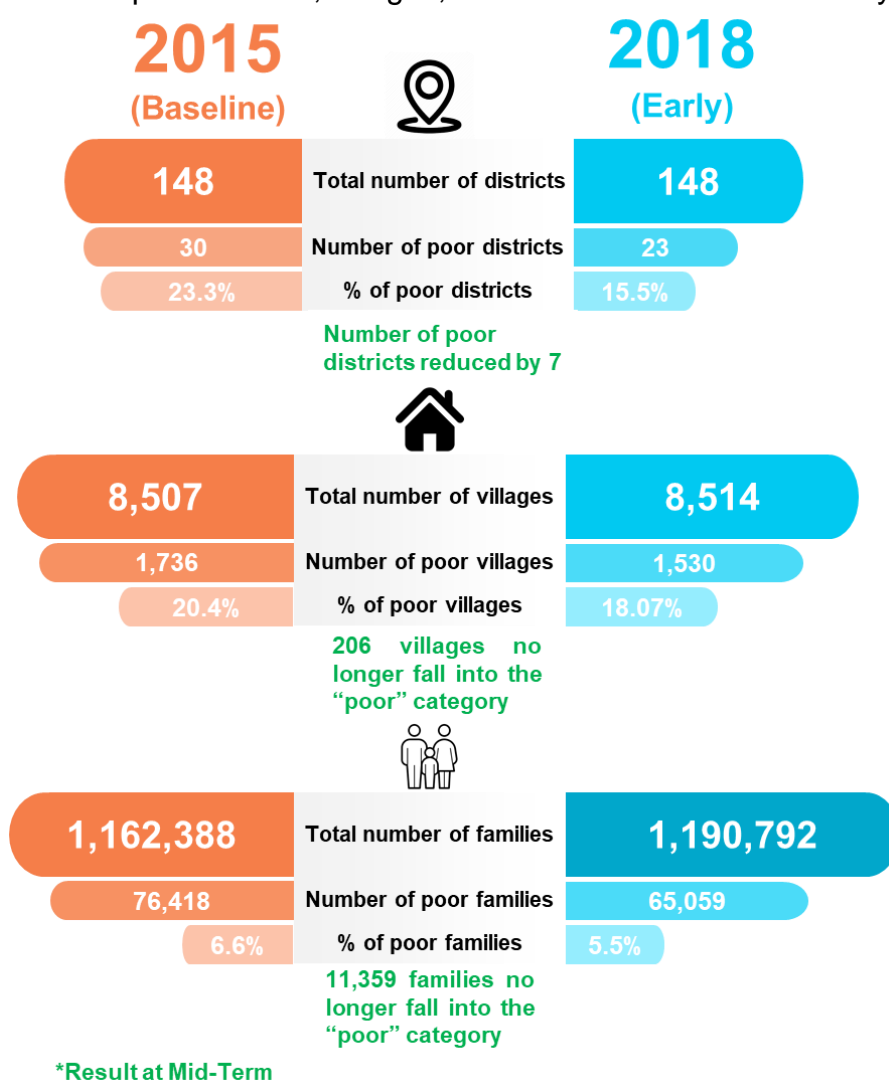 2015 2018
(Baseline) (Early)
148 Total number of districts 148
30 Number of poor districts 23
23.3% % of poor districts 15.5%
Number of poor
districts reduced by 7
8,507 Total number of villages 8,514
1,736 Number of poor villages 1,530
20.4% % of poor villages 18.07%
206 villages no
longer fall into the
“poor” category
1,162,388 Total number of families 1,190,792
76,418 Number of poor families 65,059
6.6% % of poor families 5.5%
11,359 families no
longer fall into the
“poor” category
*Result at Mid-Term